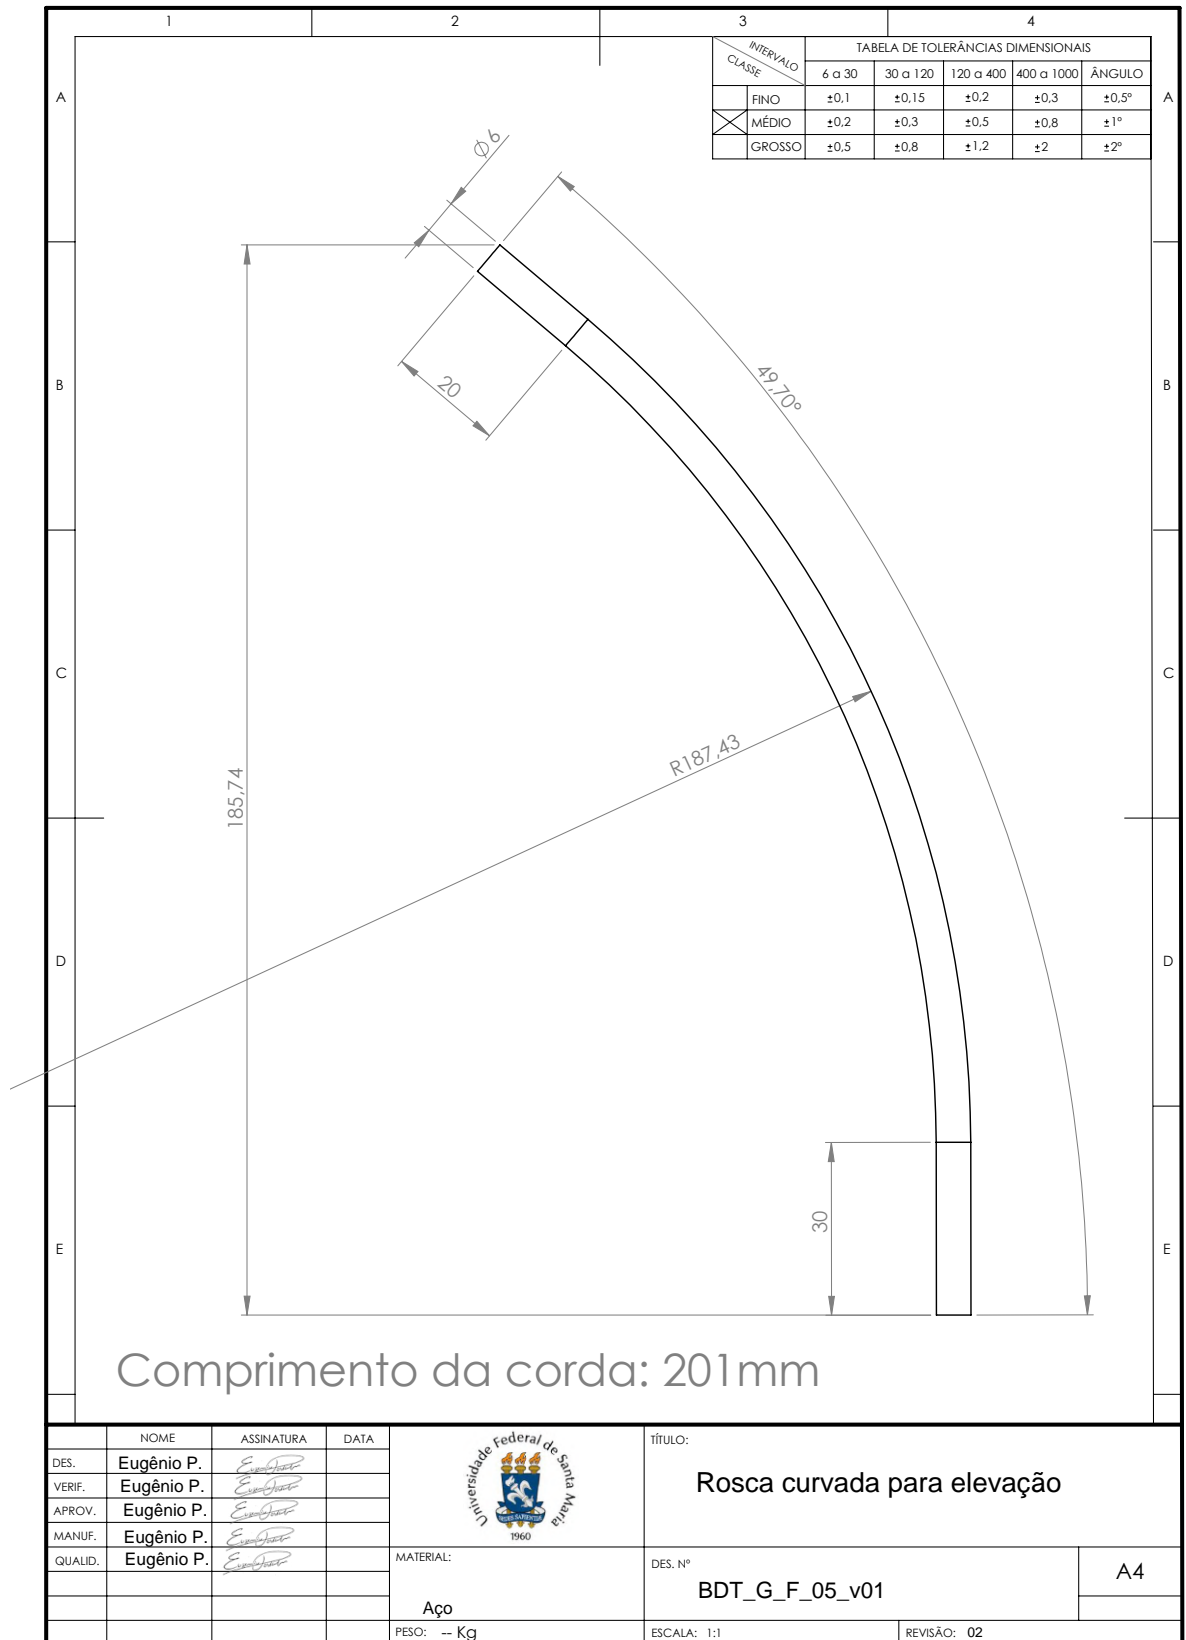 1 2 3 4
INTERVALO
CLASSE
TABELA DE TOLERÂNCIAS DIMENSIONAIS
6 a 30 30 a 120 120 a 400 400 a 1000 ÂNGULO
FINO ±0,1 ±0,15 ±0,2 ±0,3 ±0,5°
MÉDIO ±0,2 ±0,3 ±0,5 ±0,8 ±1°
GROSSO ±0,5 ±0,8 ±1,2 ±2 ±2°
A A
Ø6
B B
20
49,70°
C C
R187,43
185,74
D D
30
E E
Comprimento da corda: 201mm
NOME ASSINATURA DATA
DES. Eugênio P.
VERIF. Eugênio P.
APROV. Eugênio P.
MANUF. Eugênio P.
QUALID. Eugênio P.
Universidade Federal de Santa Maria
SEDES SAPIENTIAE
1960
TÍTULO:
Rosca curvada para elevação
MATERIAL:
Aço
DES. Nº
BDT_G_F_05_v01
A4
PESO: -- Kg
ESCALA: 1:1
REVISÃO: 02